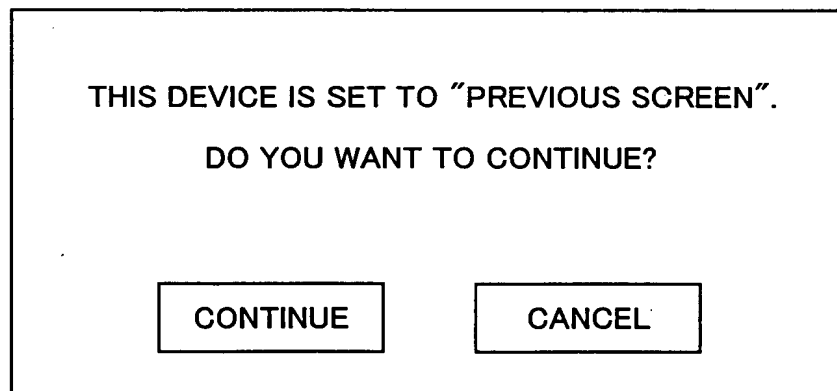 THIS DEVICE IS SET TO "PREVIOUS SCREEN".
DO YOU WANT TO CONTINUE?
CONTINUE
CANCEL